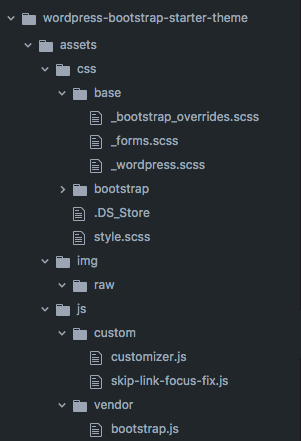 wordpress-bootstrap-starter-theme
assets
css
base
_bootstrap_overrides.scss
_forms.scss
_wordpress.scss
bootstrap
.DS_Store
style.scss
img
raw
js
custom
customizer.js
skip-link-focus-fix.js
vendor
bootstrap.js